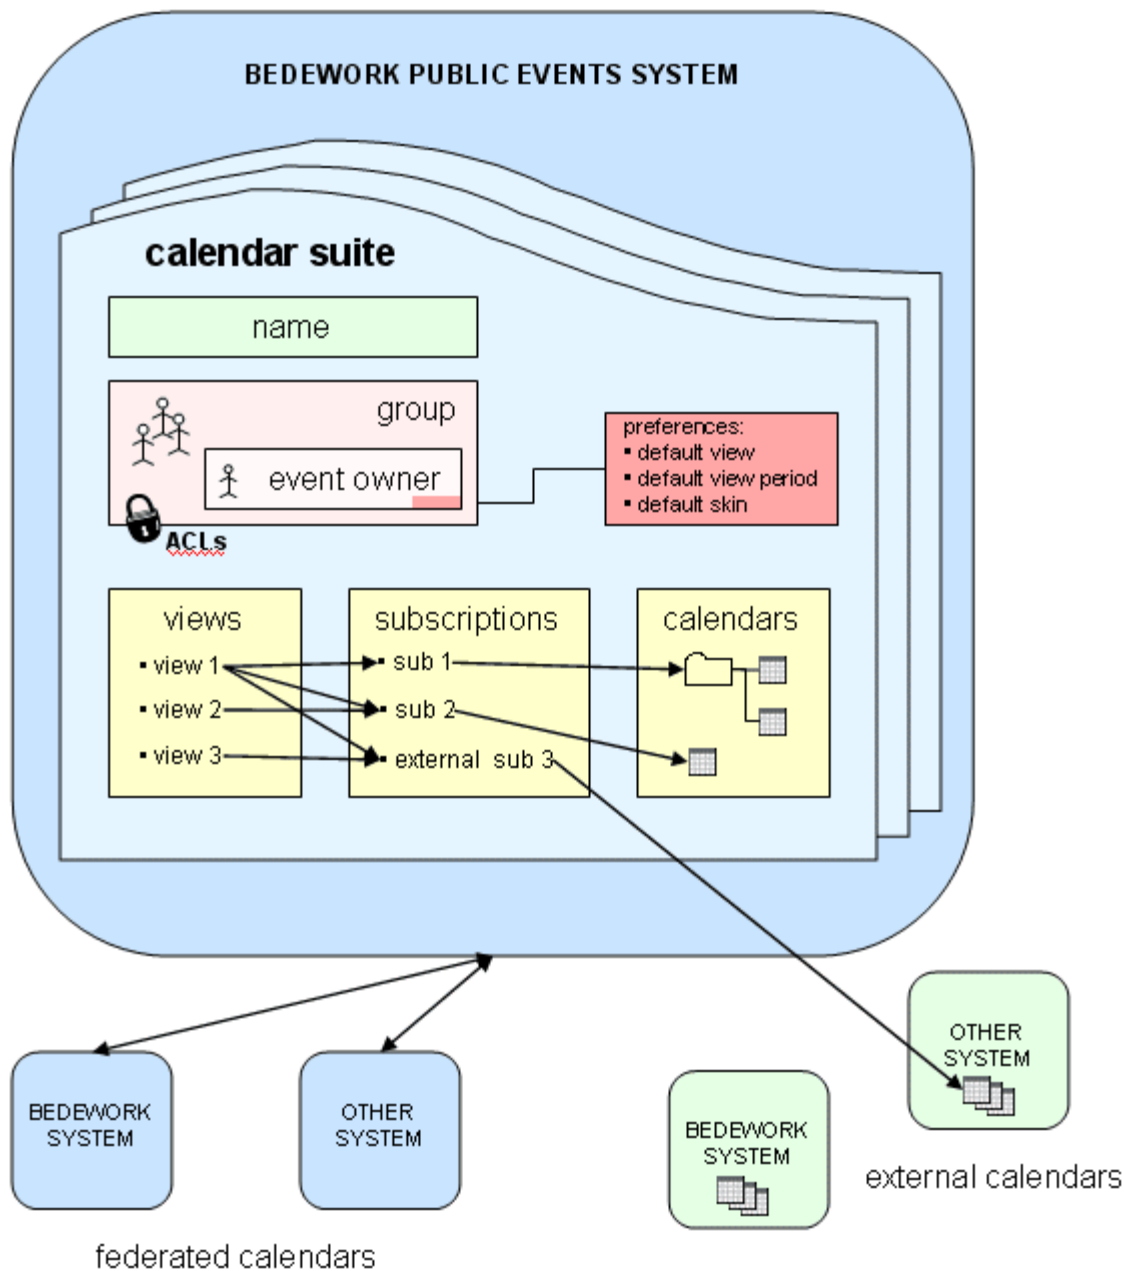 BEDEWORK PUBLIC EVENTS SYSTEM
calendar suite
name
group
event owner
ACLs
preferences:
▪ default view
▪ default view period
▪ default skin
views
▪ view 1
▪ view 2
▪ view 3
subscriptions
▪ sub 1
▪ sub 2
▪ external sub 3
calendars
BEDEWORK
SYSTEM
OTHER
SYSTEM
federated calendars
BEDEWORK
SYSTEM
OTHER
SYSTEM
external calendars